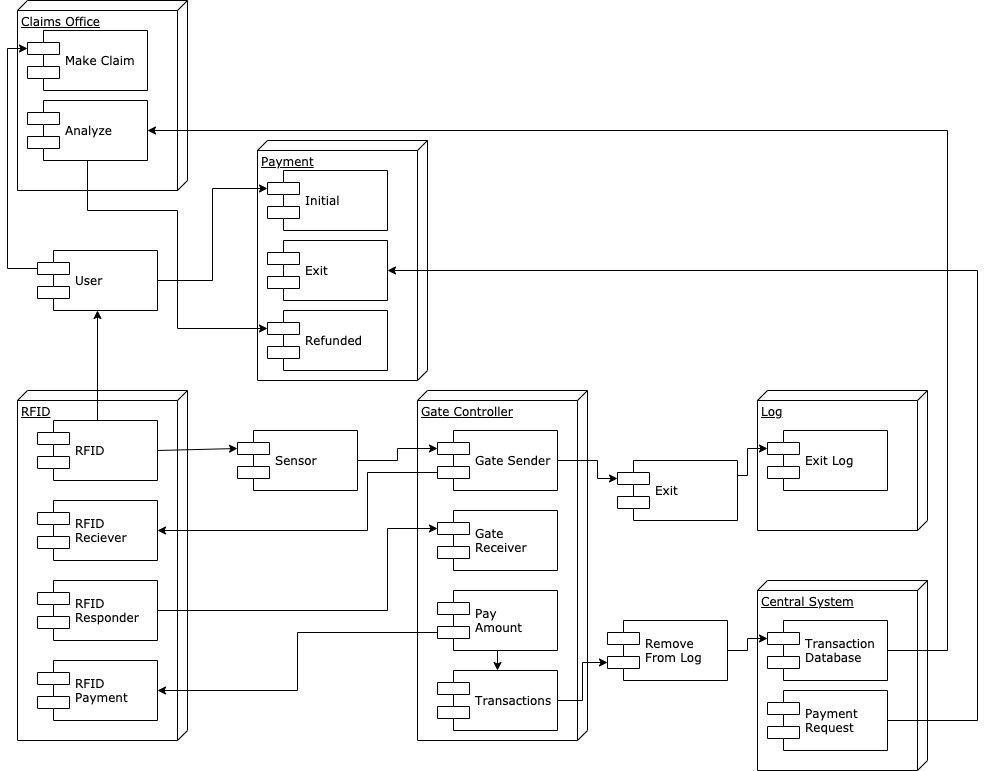 Claims Office
Make Claim
Analyze
Payment
Initial
Exit
Refunded
User
RFID
RFID
RFID
Reciever
RFID
Responder
RFID
Payment
Sensor
Gate Controller
Gate Sender
Gate
Receiver
Pay
Amount
Transactions
Exit
Log
Exit Log
Remove
From Log
Central System
Transaction
Database
Payment
Request